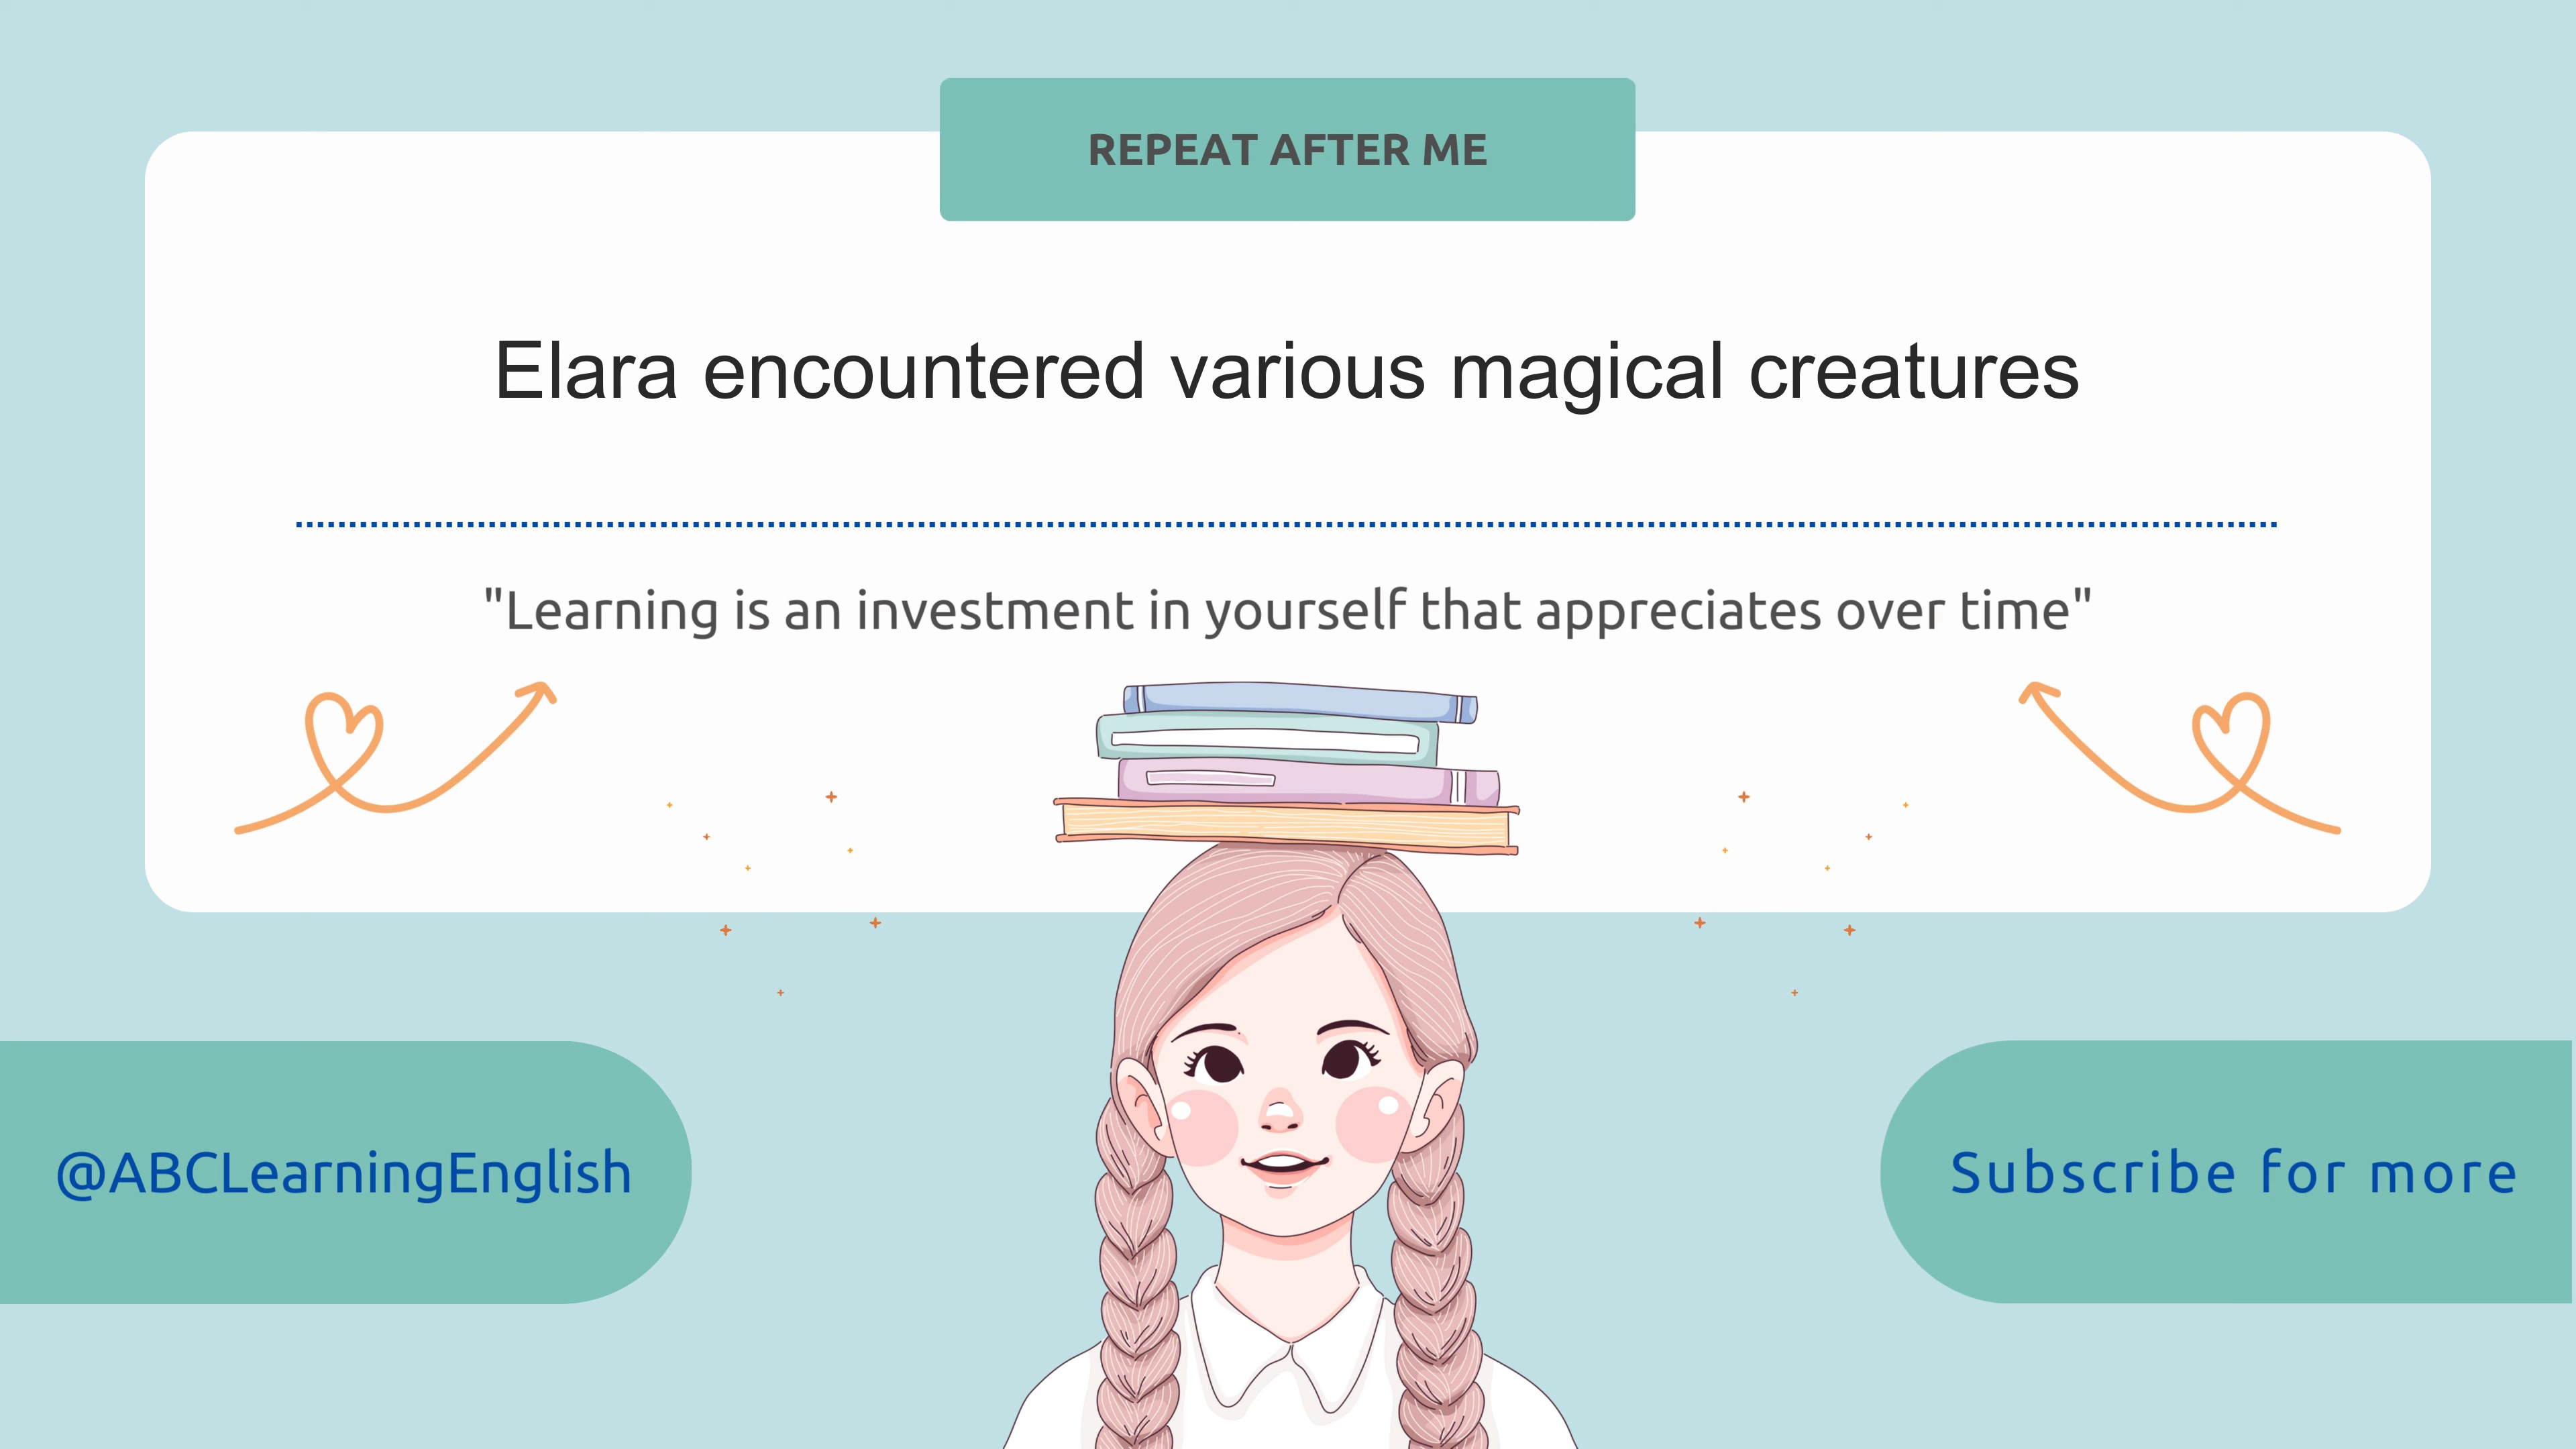 REPEAT AFTER ME
Elara encountered various magical creatures
"Learning is an investment in yourself that appreciates over time"
@ABCLearningEnglish
Subscribe for more